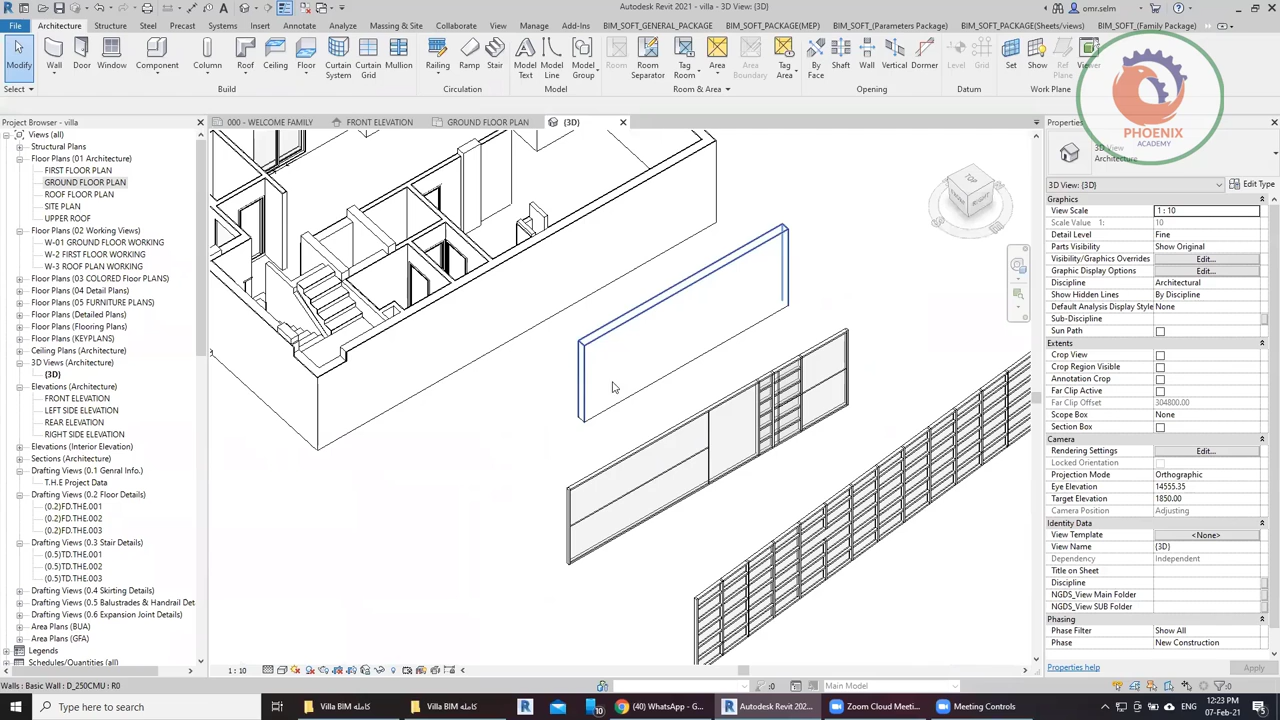 Autodesk Revit 2021 - villa - 3D View: {3D}
omr.selm
File Architecture Structure Steel Precast Systems Insert Annotate Analyze Massing & Site Collaborate View Manage Add-Ins BIM_SOFT_GENERAL_PACKAGE BIM_SOFT_PACKAGE(MEP) BIM_SOFT_(Parameters Package) BIM_SOFT_PACKAGE(Sheets/views) BIM_SOFT_(Family Package)
Modify Wall Door Window Component Column Roof Ceiling Floor Curtain System Curtain Grid Mullion Railing Ramp Stair Model Text Model Line Model Group Room Room Separator Tag Room Area Area Boundary Tag Area By Face Shaft Wall Vertical Dormer Level Grid Set Show Ref Plane Viewer
Select Build Circulation Model Room & Area Opening Datum Work Plane
PHOENIX
ACADEMY
Project Browser - villa
000 - WELCOME FAMILY FRONT ELEVATION GROUND FLOOR PLAN {3D}
Properties
Views (all)
Structural Plans
Floor Plans (01 Architecture)
FIRST FLOOR PLAN
GROUND FLOOR PLAN
ROOF FLOOR PLAN
SITE PLAN
UPPER ROOF
Floor Plans (02 Working Views)
W-01 GROUND FLOOR WORKING
W-2 FIRST FLOOR WORKING
W-3 ROOF PLAN WORKING
Floor Plans (03 COLORED Floor PLANS)
Floor Plans (04 Detail Plans)
Floor Plans (05 FURNITURE PLANS)
Floor Plans (Detailed Plans)
Floor Plans (Flooring Plans)
Floor Plans (KEYPLANS)
Ceiling Plans (Architecture)
3D Views (Architecture)
{3D}
Elevations (Architecture)
FRONT ELEVATION
LEFT SIDE ELEVATION
REAR ELEVATION
RIGHT SIDE ELEVATION
Elevations (Interior Elevation)
Sections (Architecture)
Drafting Views (0.1 Genral Info.)
T.H.E Project Data
Drafting Views (0.2 Floor Details)
(0.2)FD.THE.001
(0.2)FD.THE.002
(0.2)FD.THE.003
Drafting Views (0.3 Stair Details)
(0.5)TD.THE.001
(0.5)TD.THE.002
(0.5)TD.THE.003
Drafting Views (0.4 Skirting Details)
Drafting Views (0.5 Balustrades & Handrail Det
Drafting Views (0.6 Expansion Joint Details)
Area Plans (BUA)
Area Plans (GFA)
Legends
Schedules/Quantities (all)
TOP
3D View
Architecture
3D View: {3D} Edit Type
Graphics
View Scale 1 : 10
Scale Value 1: 10
Detail Level Fine
Parts Visibility Show Original
Visibility/Graphics Overrides Edit...
Graphic Display Options Edit...
Discipline Architectural
Show Hidden Lines By Discipline
Default Analysis Display Style None
Sub-Discipline
Sun Path
Extents
Crop View
Crop Region Visible
Annotation Crop
Far Clip Active
Far Clip Offset 304800.00
Scope Box None
Section Box
Camera
Rendering Settings Edit...
Locked Orientation
Projection Mode Orthographic
Eye Elevation 14555.35
Target Elevation 1850.00
Camera Position Adjusting
Identity Data
View Template <None>
View Name {3D}
Dependency Independent
Title on Sheet
Discipline
NGDS_View Main Folder
NGDS_View SUB Folder
Phasing
Phase Filter Show All
Phase New Construction
Properties help Apply
1 : 10
Walls : Basic Wall : D_250CMU : R0
:0 Main Model :0
Type here to search
Villa BIM كاملة
Villa BIM كاملة
(40) WhatsApp - G...
Autodesk Revit 202...
Zoom Cloud Meeti...
Meeting Controls
ENG
12:23 PM
07-Feb-21